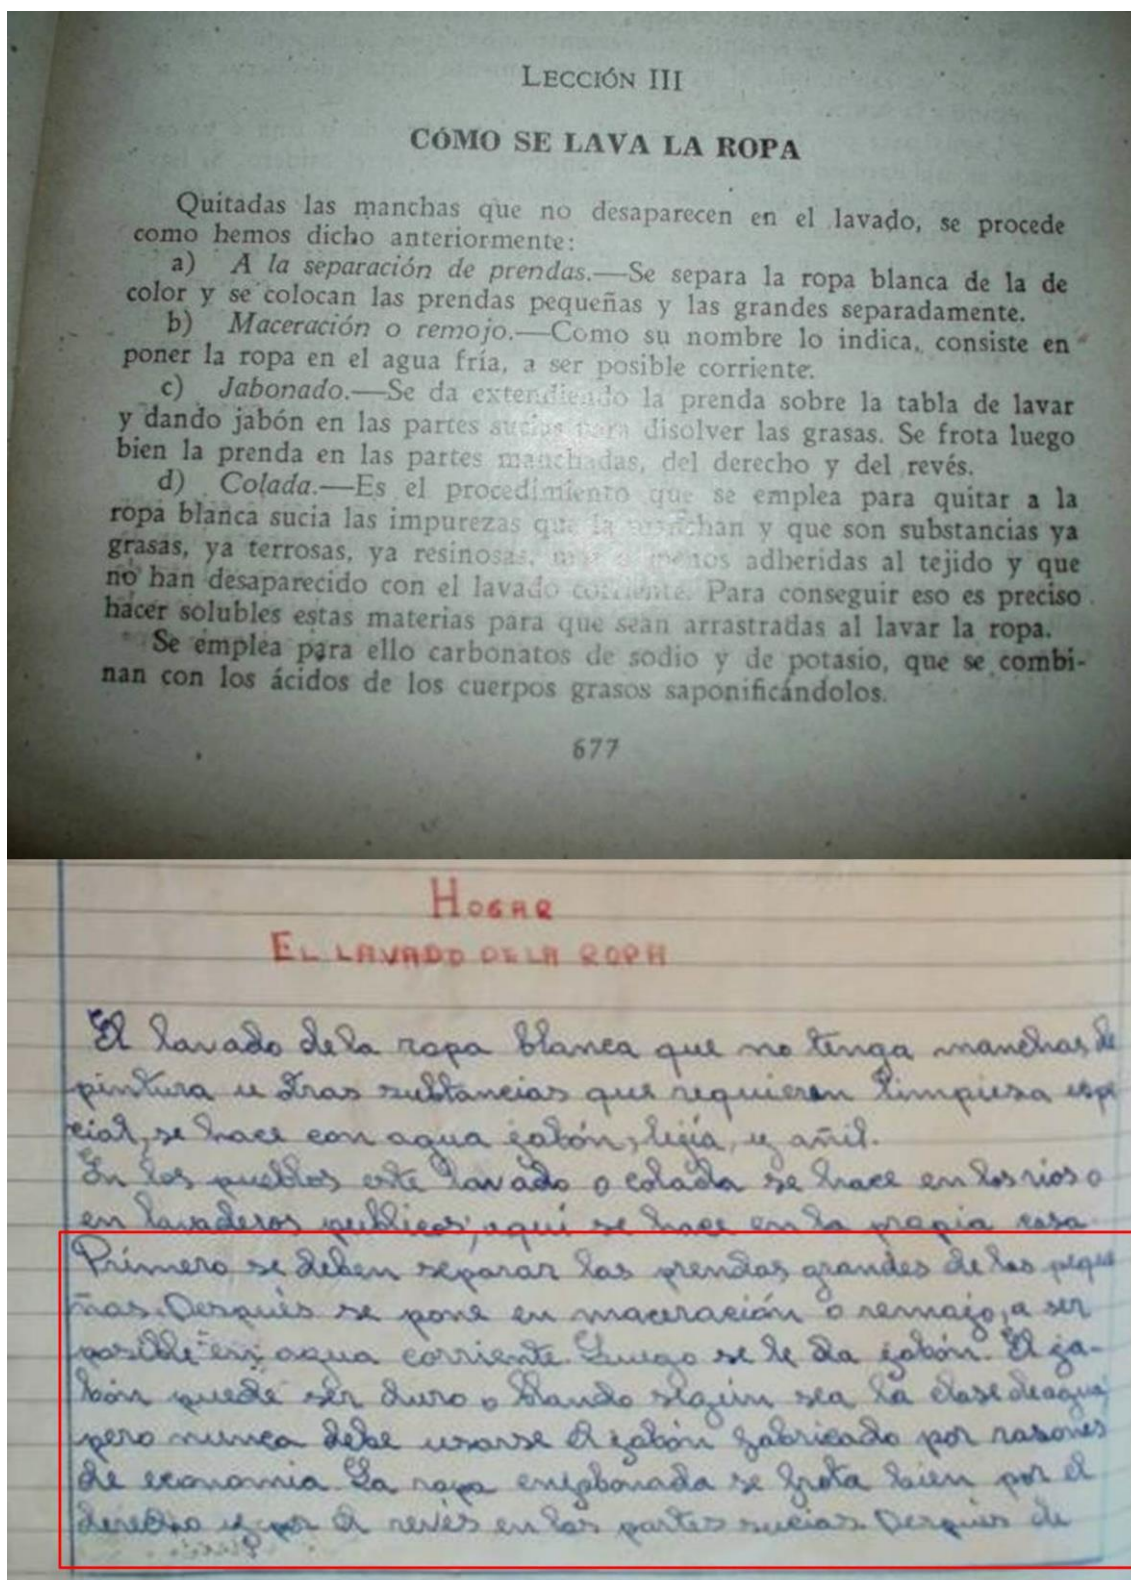 LECCIÓN III
CÓMO SE LAVA LA ROPA
Quitadas las manchas que no desaparecen en el lavado, se procede
como hemos dicho anteriormente:
a) A la separación de prendas.—Se separa la ropa blanca de la de
color y se colocan las prendas pequeñas y las grandes separadamente.
b) Maceración o remojo.—Como su nombre lo indica, consiste en
poner la ropa en el agua fría, a ser posible corriente.
c) Jabonado.—Se da extendiendo la prenda sobre la tabla de lavar
y dando jabón en las partes sucias para disolver las grasas. Se frota luego
bien la prenda en las partes manchadas, del derecho y del revés.
d) Colada.—Es el procedimiento que se emplea para quitar a la
ropa blanca sucia las impurezas que la manchan y que son substancias ya
grasas, ya terrosas, ya resinosas, más o menos adheridas al tejido y que
no han desaparecido con el lavado corriente. Para conseguir eso es preciso
hacer solubles estas materias para que sean arrastradas al lavar la ropa.
Se emplea para ello carbonatos de sodio y de potasio, que se combi-
nan con los ácidos de los cuerpos grasos saponificándolos.
677
HOGAR
EL LAVADO DE LA ROPA
El lavado de la ropa blanca que no tenga manchas de
pintura u otras substancias que requieren limpiesa espe
cial, se hace con agua jabón, lejía, y añil.
En los pueblos este lavado o colada se hace en los rios o
en lavaderos publicos, aquí se hace en la propia casa.
Primero se deben separar las prendas grandes de las peque
ñas. Después se pone en maceración o remojo, a ser
posible en agua corriente. Luego se le da jabón. El ja-
bón puede ser duro o blando según sea la clase de agua,
pero nunca debe usarse el jabón fabricado por rasones
de economia. La ropa enjabonada se frota bien por el
derecho y por el revés en las partes sucias. Después de